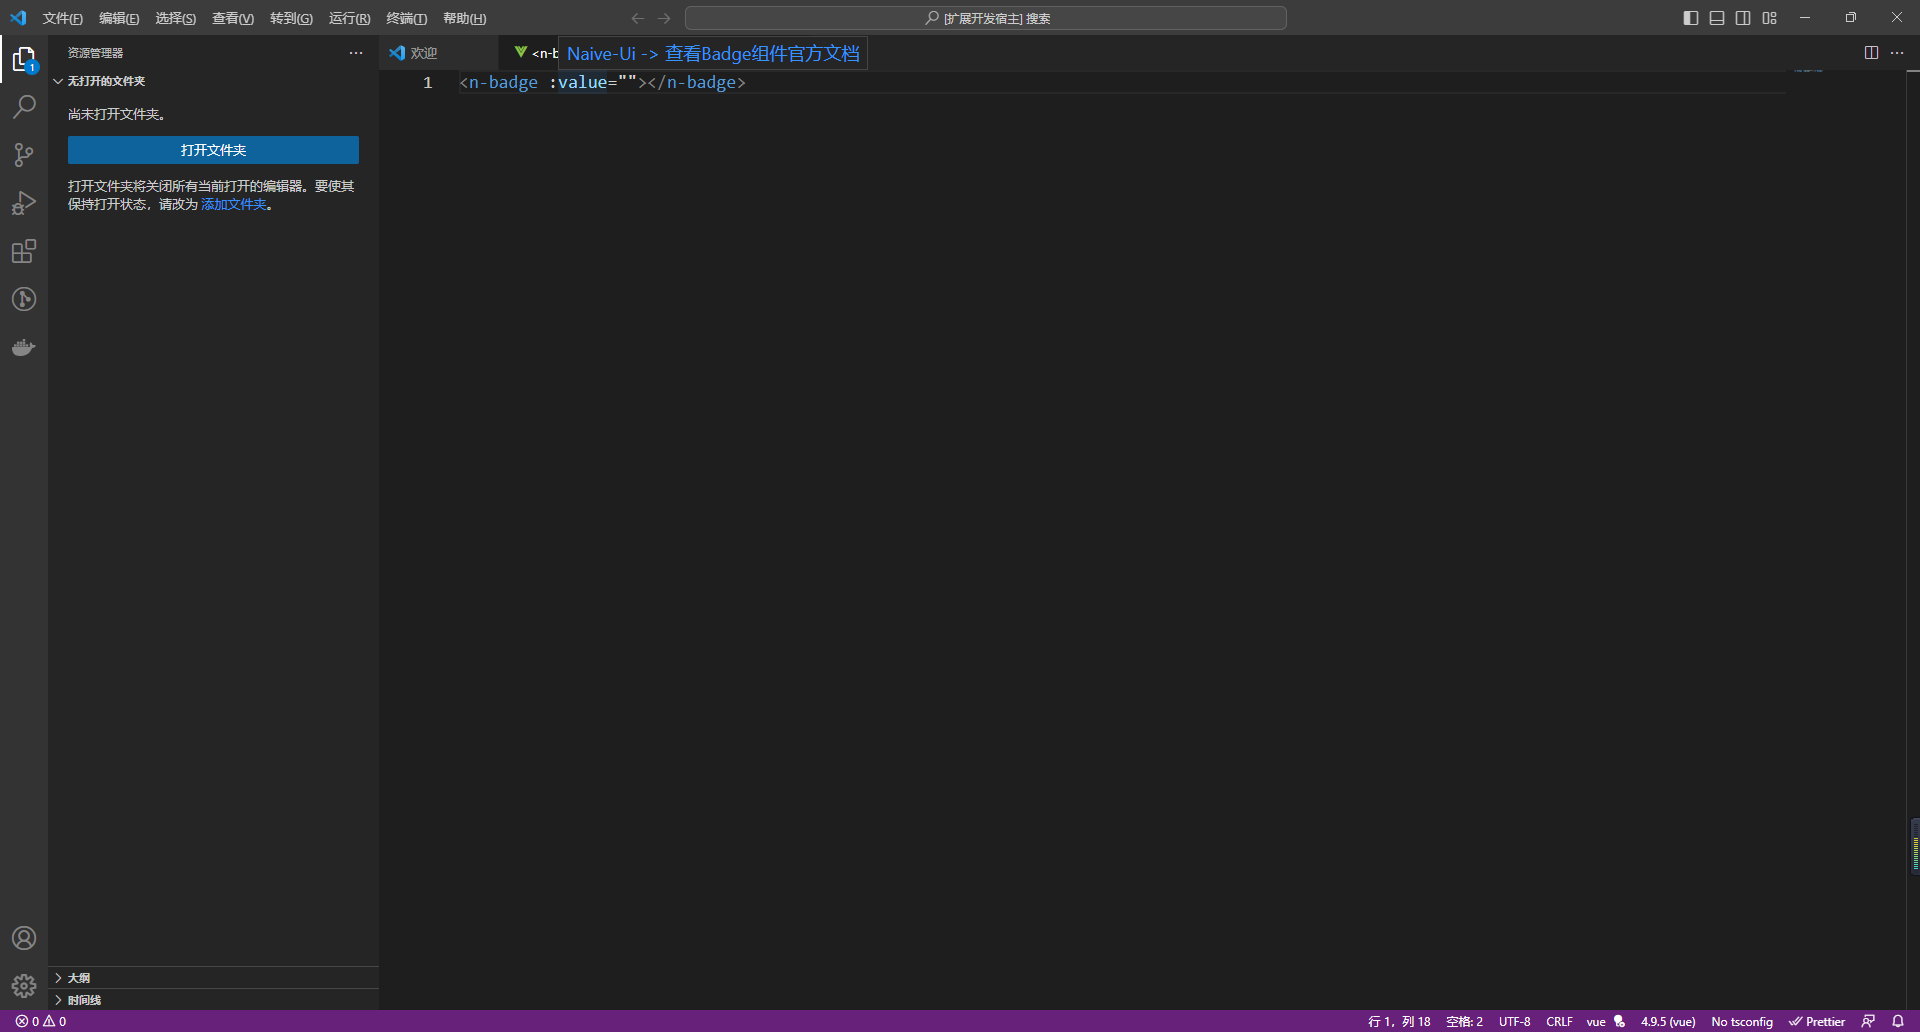 文件(F) 编辑(E) 选择(S) 查看(V) 转到(G) 运行(R) 终端(T) 帮助(H)
[扩展开发宿主] 搜索
资源管理器
欢迎
<n-b
Naive-Ui -> 查看Badge组件官方文档
1
无打开的文件夹
1 <n-badge :value=""></n-badge>
尚未打开文件夹。
打开文件夹
打开文件夹将关闭所有当前打开的编辑器。要使其
保持打开状态，请改为 添加文件夹。
大纲
时间线
0 0
行 1，列 18 空格: 2 UTF-8 CRLF vue 4.9.5 (vue) No tsconfig Prettier